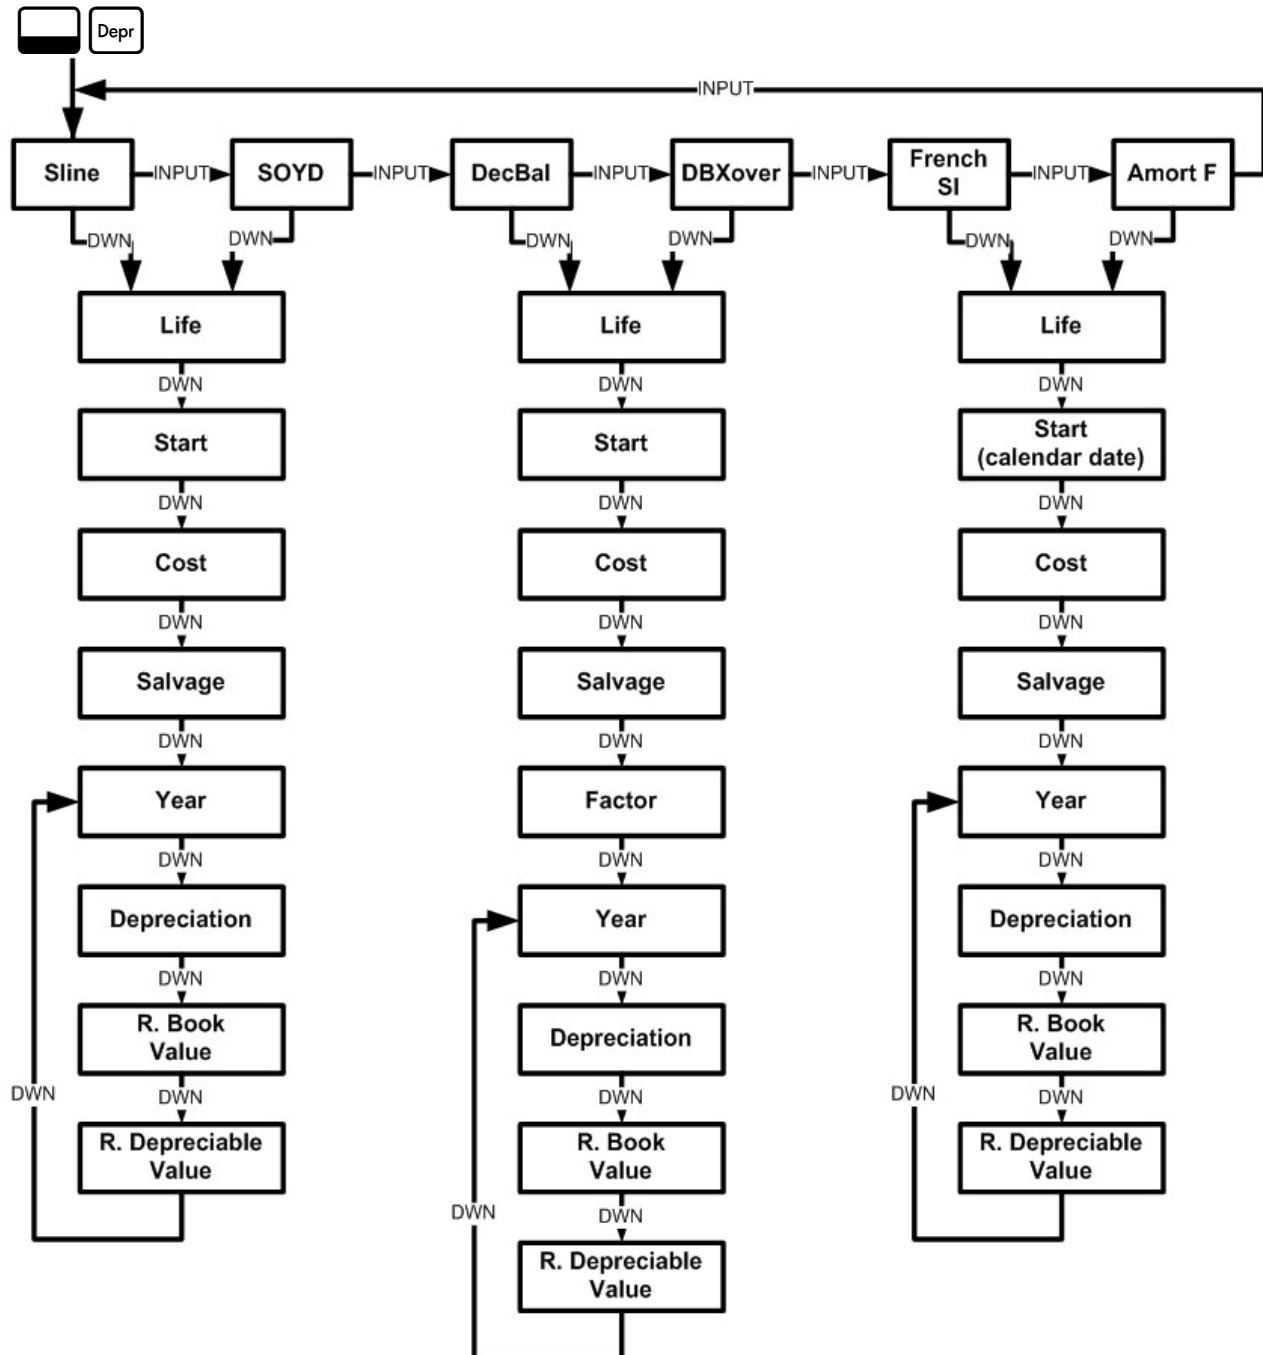 Depr
INPUT
Sline
INPUT
SOYD
INPUT
DecBal
INPUT
DBXover
INPUT
French
SI
INPUT
Amort F
DWN
DWN
DWN
DWN
DWN
DWN
Life
DWN
Start
DWN
Cost
DWN
Salvage
DWN
Year
DWN
Depreciation
DWN
R. Book
Value
DWN
DWN
R. Depreciable
Value
Life
DWN
Start
DWN
Cost
DWN
Salvage
DWN
Factor
DWN
Year
DWN
Depreciation
DWN
R. Book
Value
DWN
DWN
R. Depreciable
Value
Life
DWN
Start
(calendar date)
DWN
Cost
DWN
Salvage
DWN
Year
DWN
Depreciation
DWN
R. Book
Value
DWN
DWN
R. Depreciable
Value